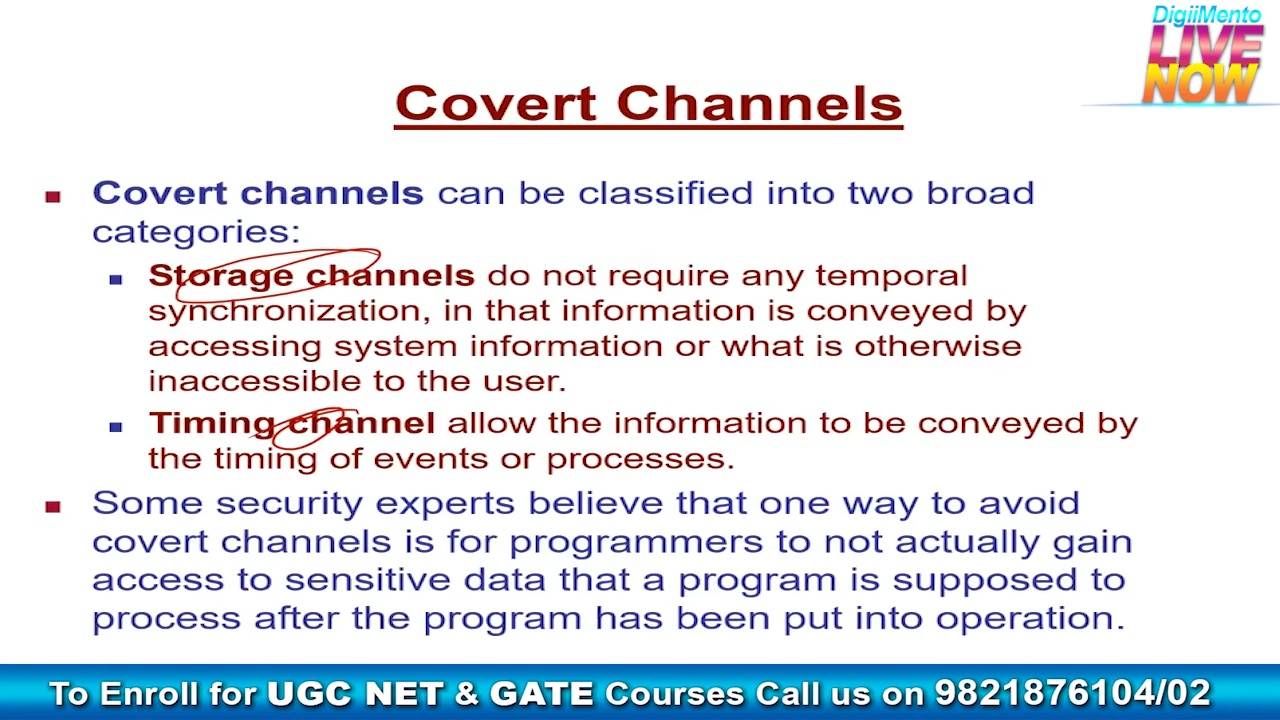 DigiiMento
LIVE
NOW
Covert Channels
Covert channels can be classified into two broad
categories:
Storage channels do not require any temporal
synchronization, in that information is conveyed by
accessing system information or what is otherwise
inaccessible to the user.
Timing channel allow the information to be conveyed by
the timing of events or processes.
Some security experts believe that one way to avoid
covert channels is for programmers to not actually gain
access to sensitive data that a program is supposed to
process after the program has been put into operation.
To Enroll for UGC NET & GATE Courses Call us on 9821876104/02